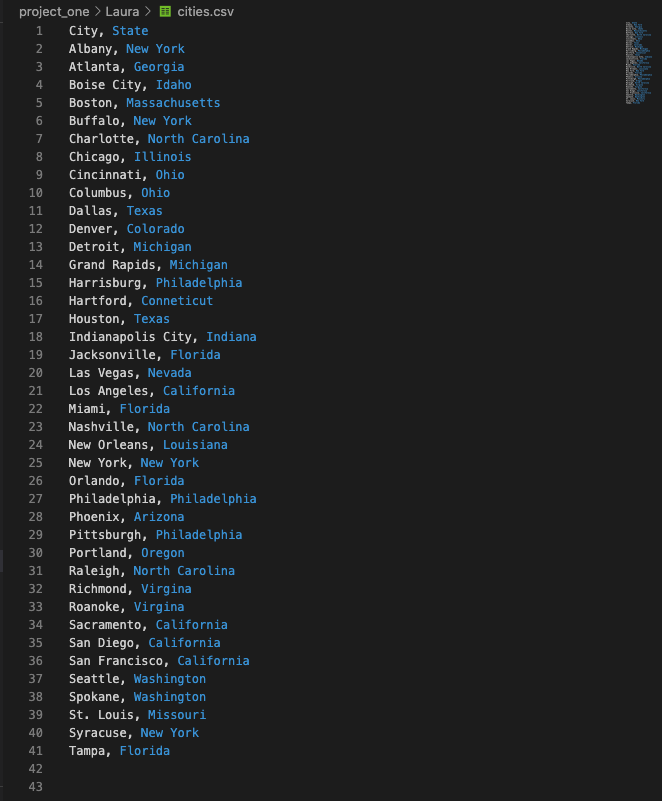 project_one > Laura > cities.csv
1 City, State
2 Albany, New York
3 Atlanta, Georgia
4 Boise City, Idaho
5 Boston, Massachusetts
6 Buffalo, New York
7 Charlotte, North Carolina
8 Chicago, Illinois
9 Cincinnati, Ohio
10 Columbus, Ohio
11 Dallas, Texas
12 Denver, Colorado
13 Detroit, Michigan
14 Grand Rapids, Michigan
15 Harrisburg, Philadelphia
16 Hartford, Conneticut
17 Houston, Texas
18 Indianapolis City, Indiana
19 Jacksonville, Florida
20 Las Vegas, Nevada
21 Los Angeles, California
22 Miami, Florida
23 Nashville, North Carolina
24 New Orleans, Louisiana
25 New York, New York
26 Orlando, Florida
27 Philadelphia, Philadelphia
28 Phoenix, Arizona
29 Pittsburgh, Philadelphia
30 Portland, Oregon
31 Raleigh, North Carolina
32 Richmond, Virgina
33 Roanoke, Virgina
34 Sacramento, California
35 San Diego, California
36 San Francisco, California
37 Seattle, Washington
38 Spokane, Washington
39 St. Louis, Missouri
40 Syracuse, New York
41 Tampa, Florida
42
43